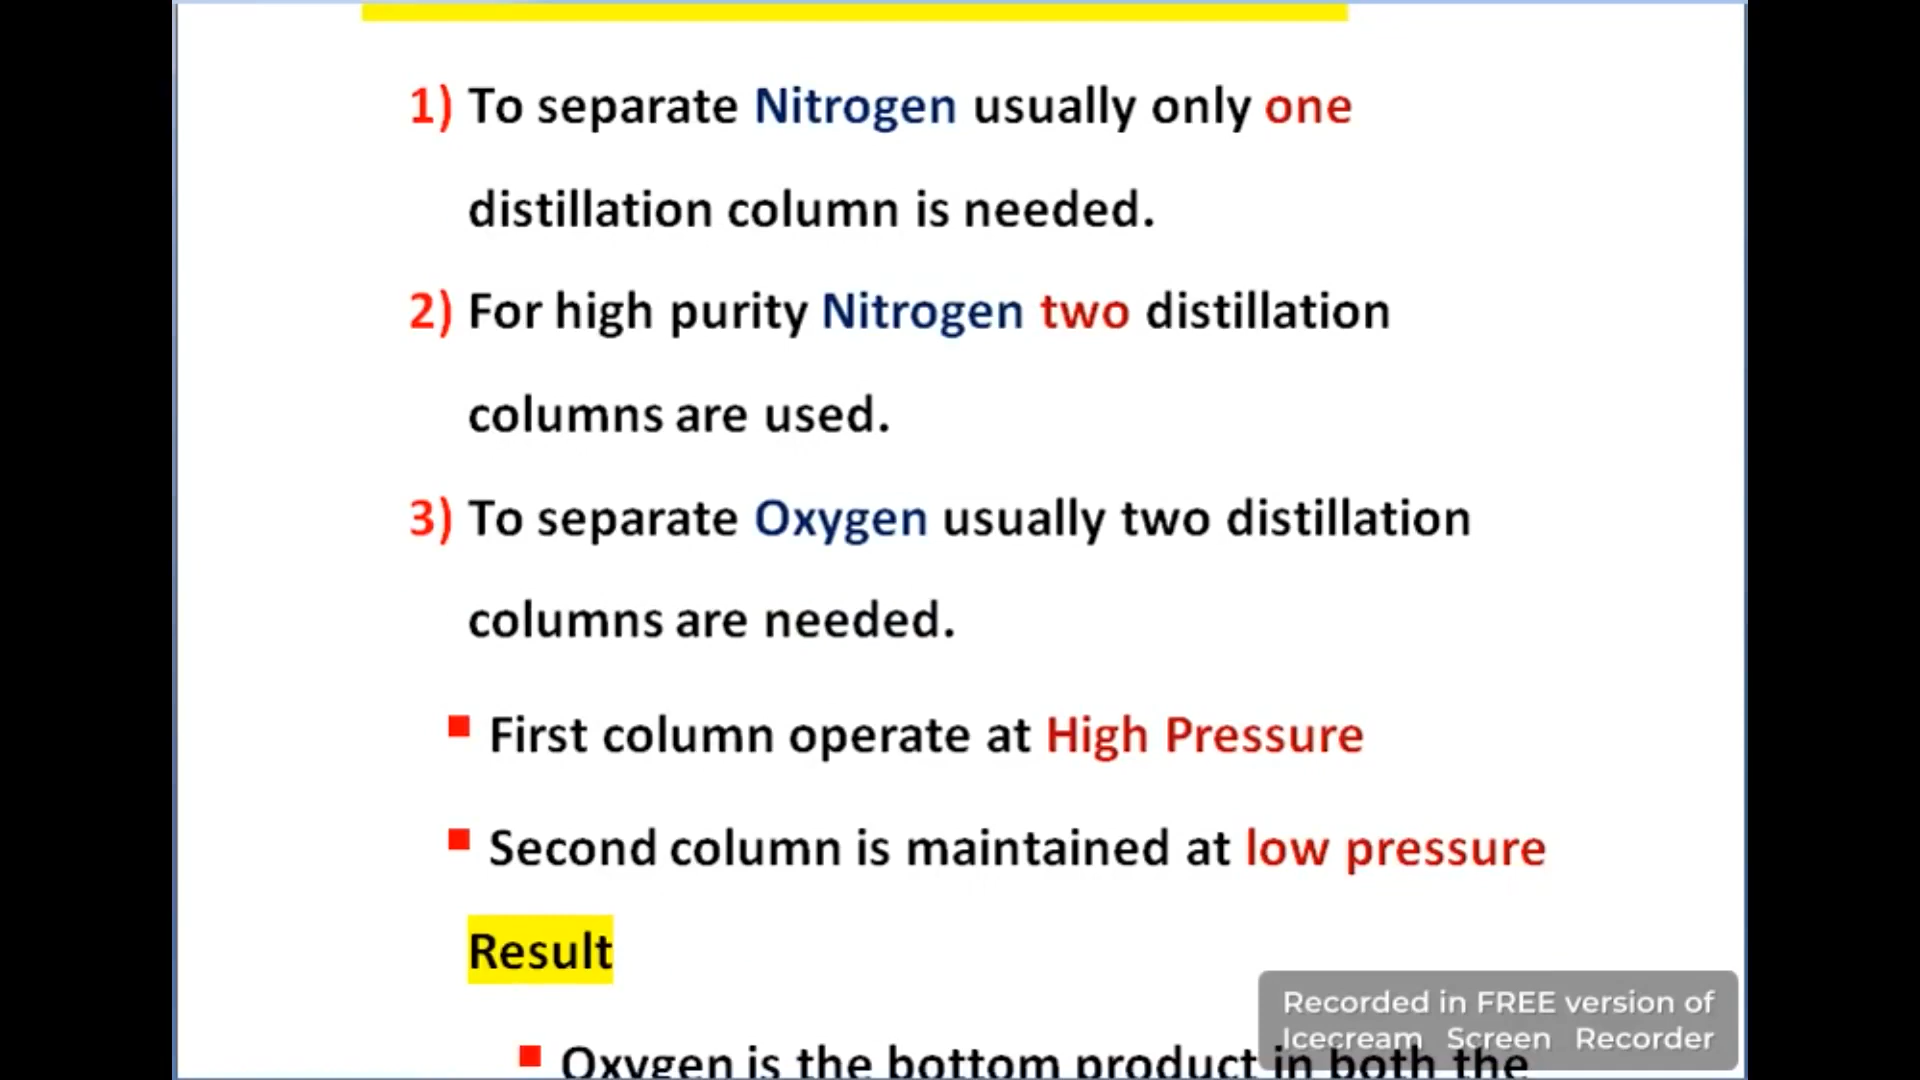 1) To separate Nitrogen usually only one
distillation column is needed.
2) For high purity Nitrogen two distillation
columns are used.
3) To separate Oxygen usually two distillation
columns are needed.
▪ First column operate at High Pressure
▪ Second column is maintained at low pressure
Result
▪ Oxygen is the bottom product in both the
Recorded in FREE version of
Icecream Screen Recorder